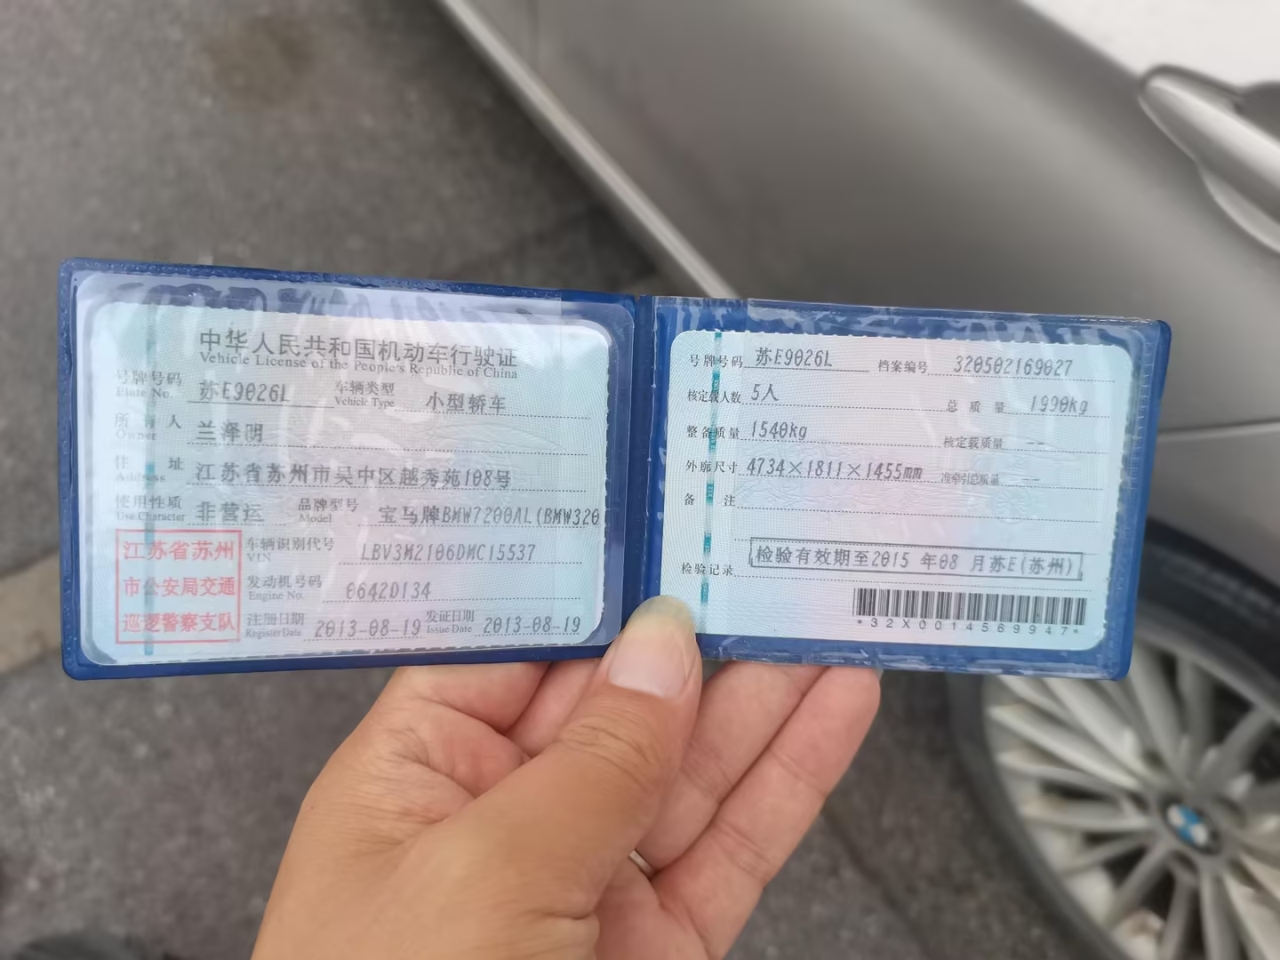 中华人民共和国机动车行驶证
Vehicle License of the People's Republic of China
号牌号码 苏E9026L 车辆类型 小型轿车
Plate No. Vehicle Type
所有人 兰泽明
Owner
住址 江苏省苏州市吴中区越秀苑108号
Address
使用性质 非营运 品牌型号 宝马牌BMW7200AL(BMW320
Use Character Model
江苏省苏州
市公安局交通
巡逻警察支队
车辆识别代号 LBV3M2106DMC15537
VIN
发动机号码 0642D134
Engine No.
注册日期 2013-08-19 发证日期 2013-08-19
Register Date Issue Date
号牌号码 苏E9026L 档案编号 320502169027
核定载人数 5人 总质量 1990kg
整备质量 1540kg 核定载质量 --
外廓尺寸 4734×1811×1455mm 准牵引总质量 --
备注
检验记录 检验有效期至2015 年08 月苏E(苏州)
*32X0014569947*